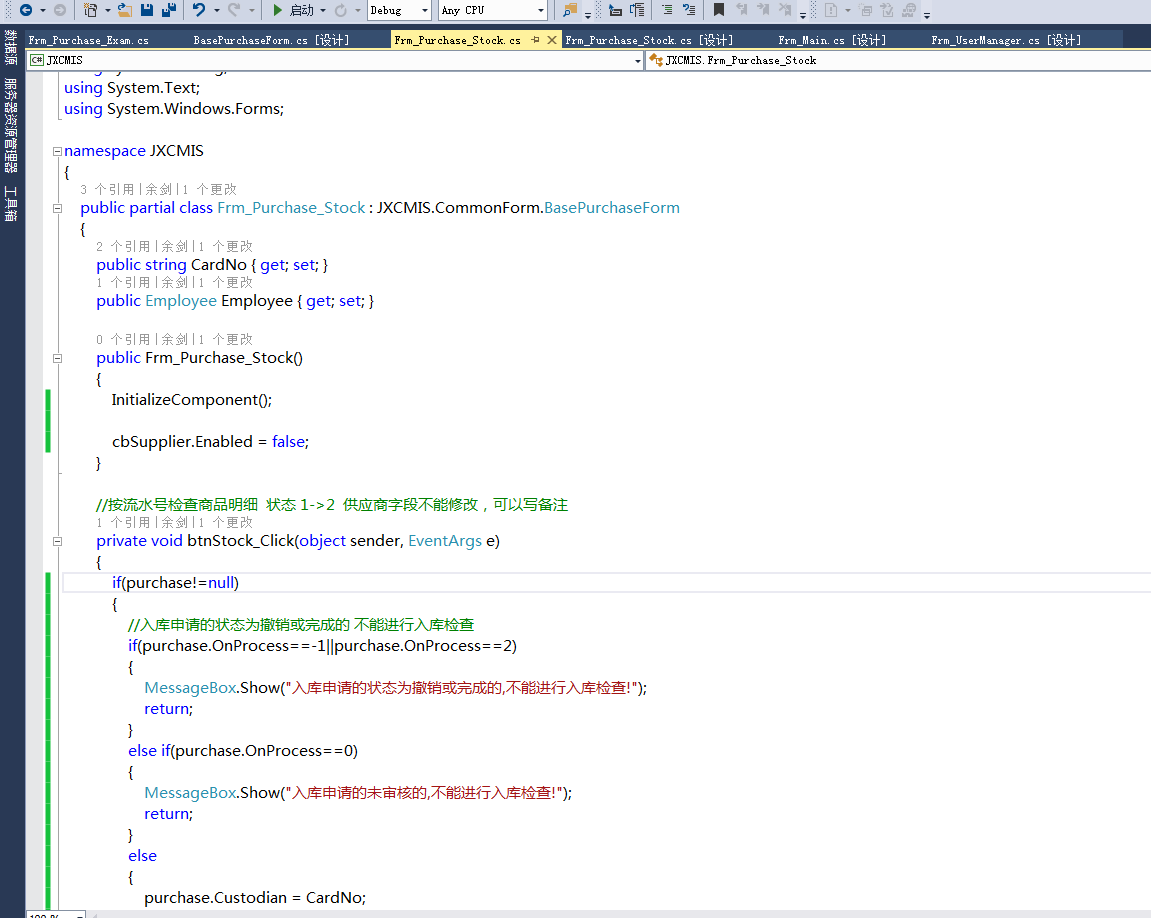 启动 Debug Any CPU
Frm_Purchase_Exam.cs BasePurchaseForm.cs [设计] Frm_Purchase_Stock.cs Frm_Purchase_Stock.cs [设计] Frm_Main.cs [设计] Frm_UserManager.cs [设计]
数据源
服务器资源管理器
工具箱
C# JXCMIS JXCMIS.Frm_Purchase_Stock
using System.Text;
using System.Windows.Forms;
namespace JXCMIS
{
3 个引用|余剑|1 个更改
public partial class Frm_Purchase_Stock : JXCMIS.CommonForm.BasePurchaseForm
{
2 个引用|余剑|1 个更改
public string CardNo { get; set; }
1 个引用|余剑|1 个更改
public Employee Employee { get; set; }
0 个引用|余剑|1 个更改
public Frm_Purchase_Stock()
{
InitializeComponent();
cbSupplier.Enabled = false;
}
//按流水号检查商品明细 状态 1->2 供应商字段不能修改，可以写备注
1 个引用|余剑|1 个更改
private void btnStock_Click(object sender, EventArgs e)
{
if(purchase!=null)
{
//入库申请的状态为撤销或完成的 不能进行入库检查
if(purchase.OnProcess==-1||purchase.OnProcess==2)
{
MessageBox.Show("入库申请的状态为撤销或完成的,不能进行入库检查!");
return;
}
else if(purchase.OnProcess==0)
{
MessageBox.Show("入库申请的未审核的,不能进行入库检查!");
return;
}
else
{
purchase.Custodian = CardNo;